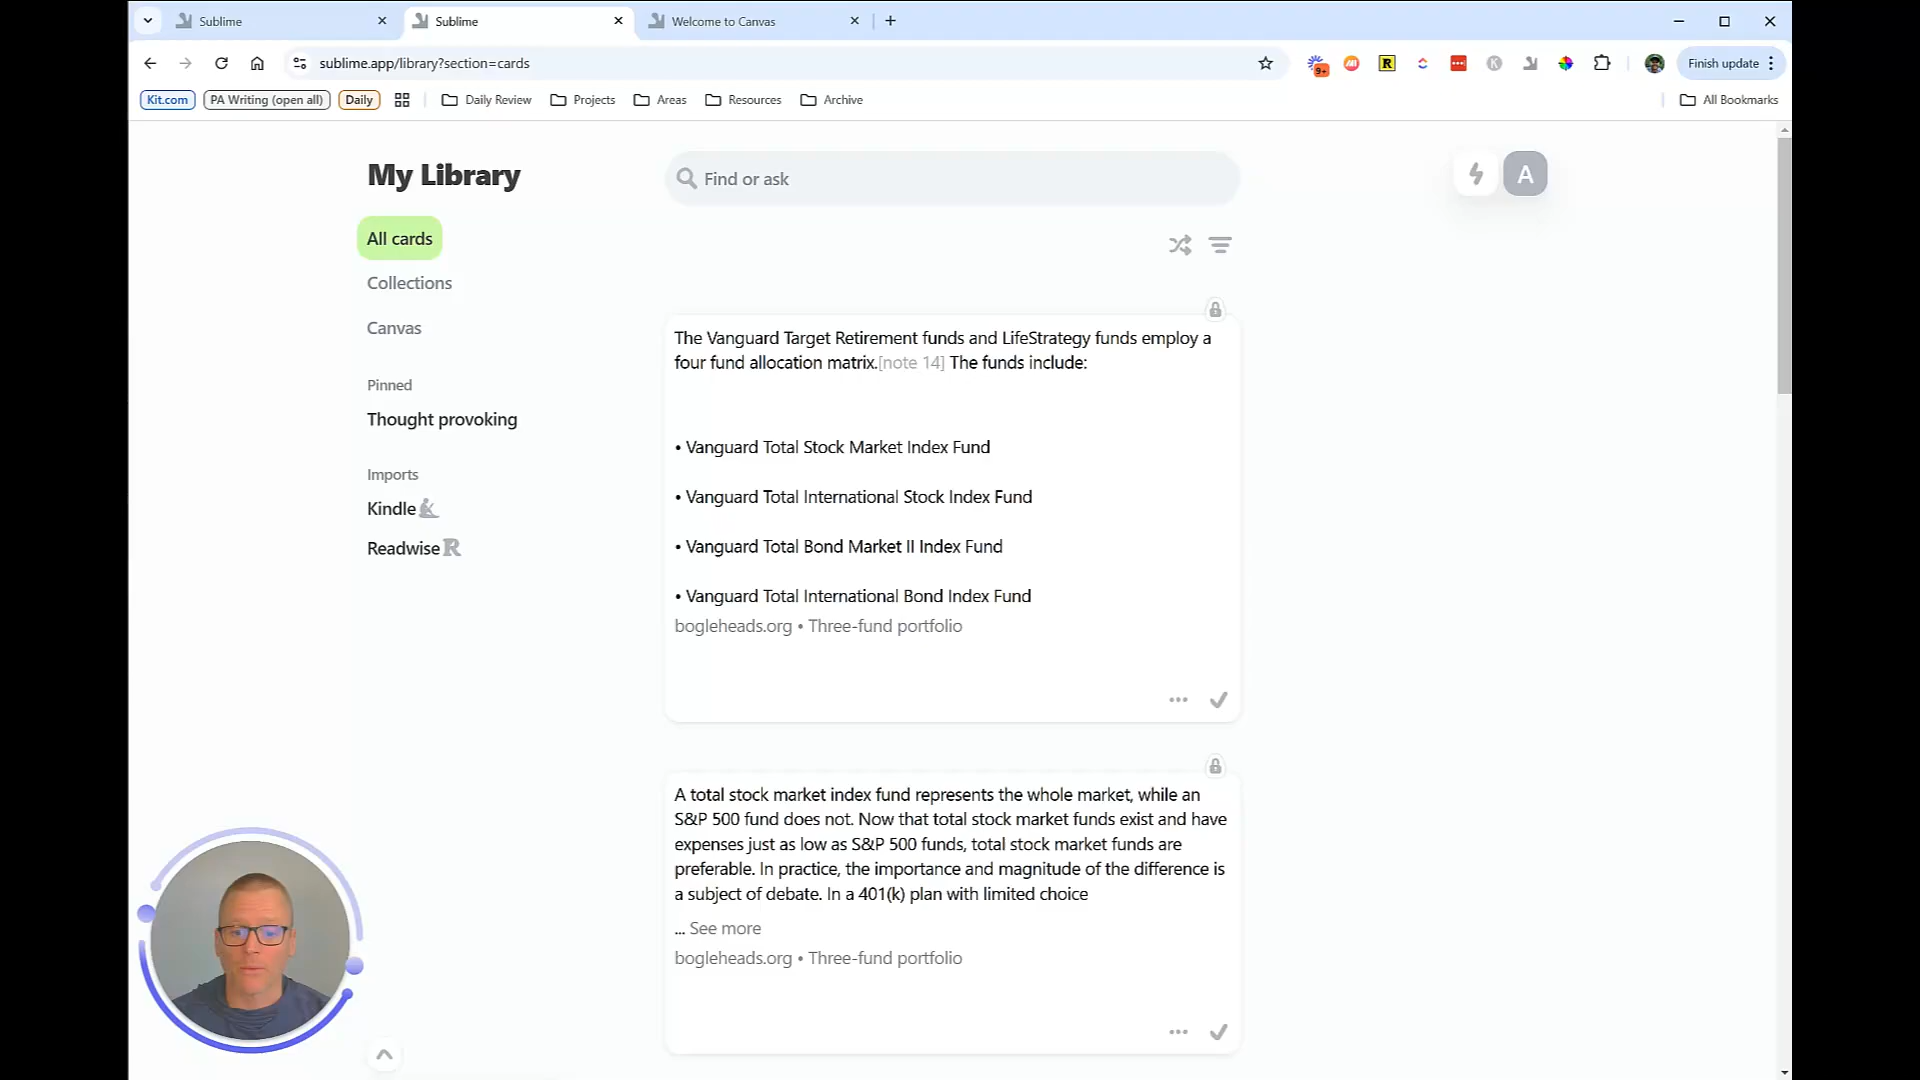 Sublime
Sublime
Welcome to Canvas
sublime.app/library?section=cards
9+
R
K
Finish update
Kit.com
PA Writing (open all)
Daily
Daily Review
Projects
Areas
Resources
Archive
All Bookmarks
My Library
Find or ask
A
All cards
Collections
Canvas
Pinned
Thought provoking
Imports
Kindle
Readwise R
The Vanguard Target Retirement funds and LifeStrategy funds employ a
four fund allocation matrix.[note 14] The funds include:
• Vanguard Total Stock Market Index Fund
• Vanguard Total International Stock Index Fund
• Vanguard Total Bond Market II Index Fund
• Vanguard Total International Bond Index Fund
bogleheads.org • Three-fund portfolio
A total stock market index fund represents the whole market, while an
S&P 500 fund does not. Now that total stock market funds exist and have
expenses just as low as S&P 500 funds, total stock market funds are
preferable. In practice, the importance and magnitude of the difference is
a subject of debate. In a 401(k) plan with limited choice
... See more
bogleheads.org • Three-fund portfolio